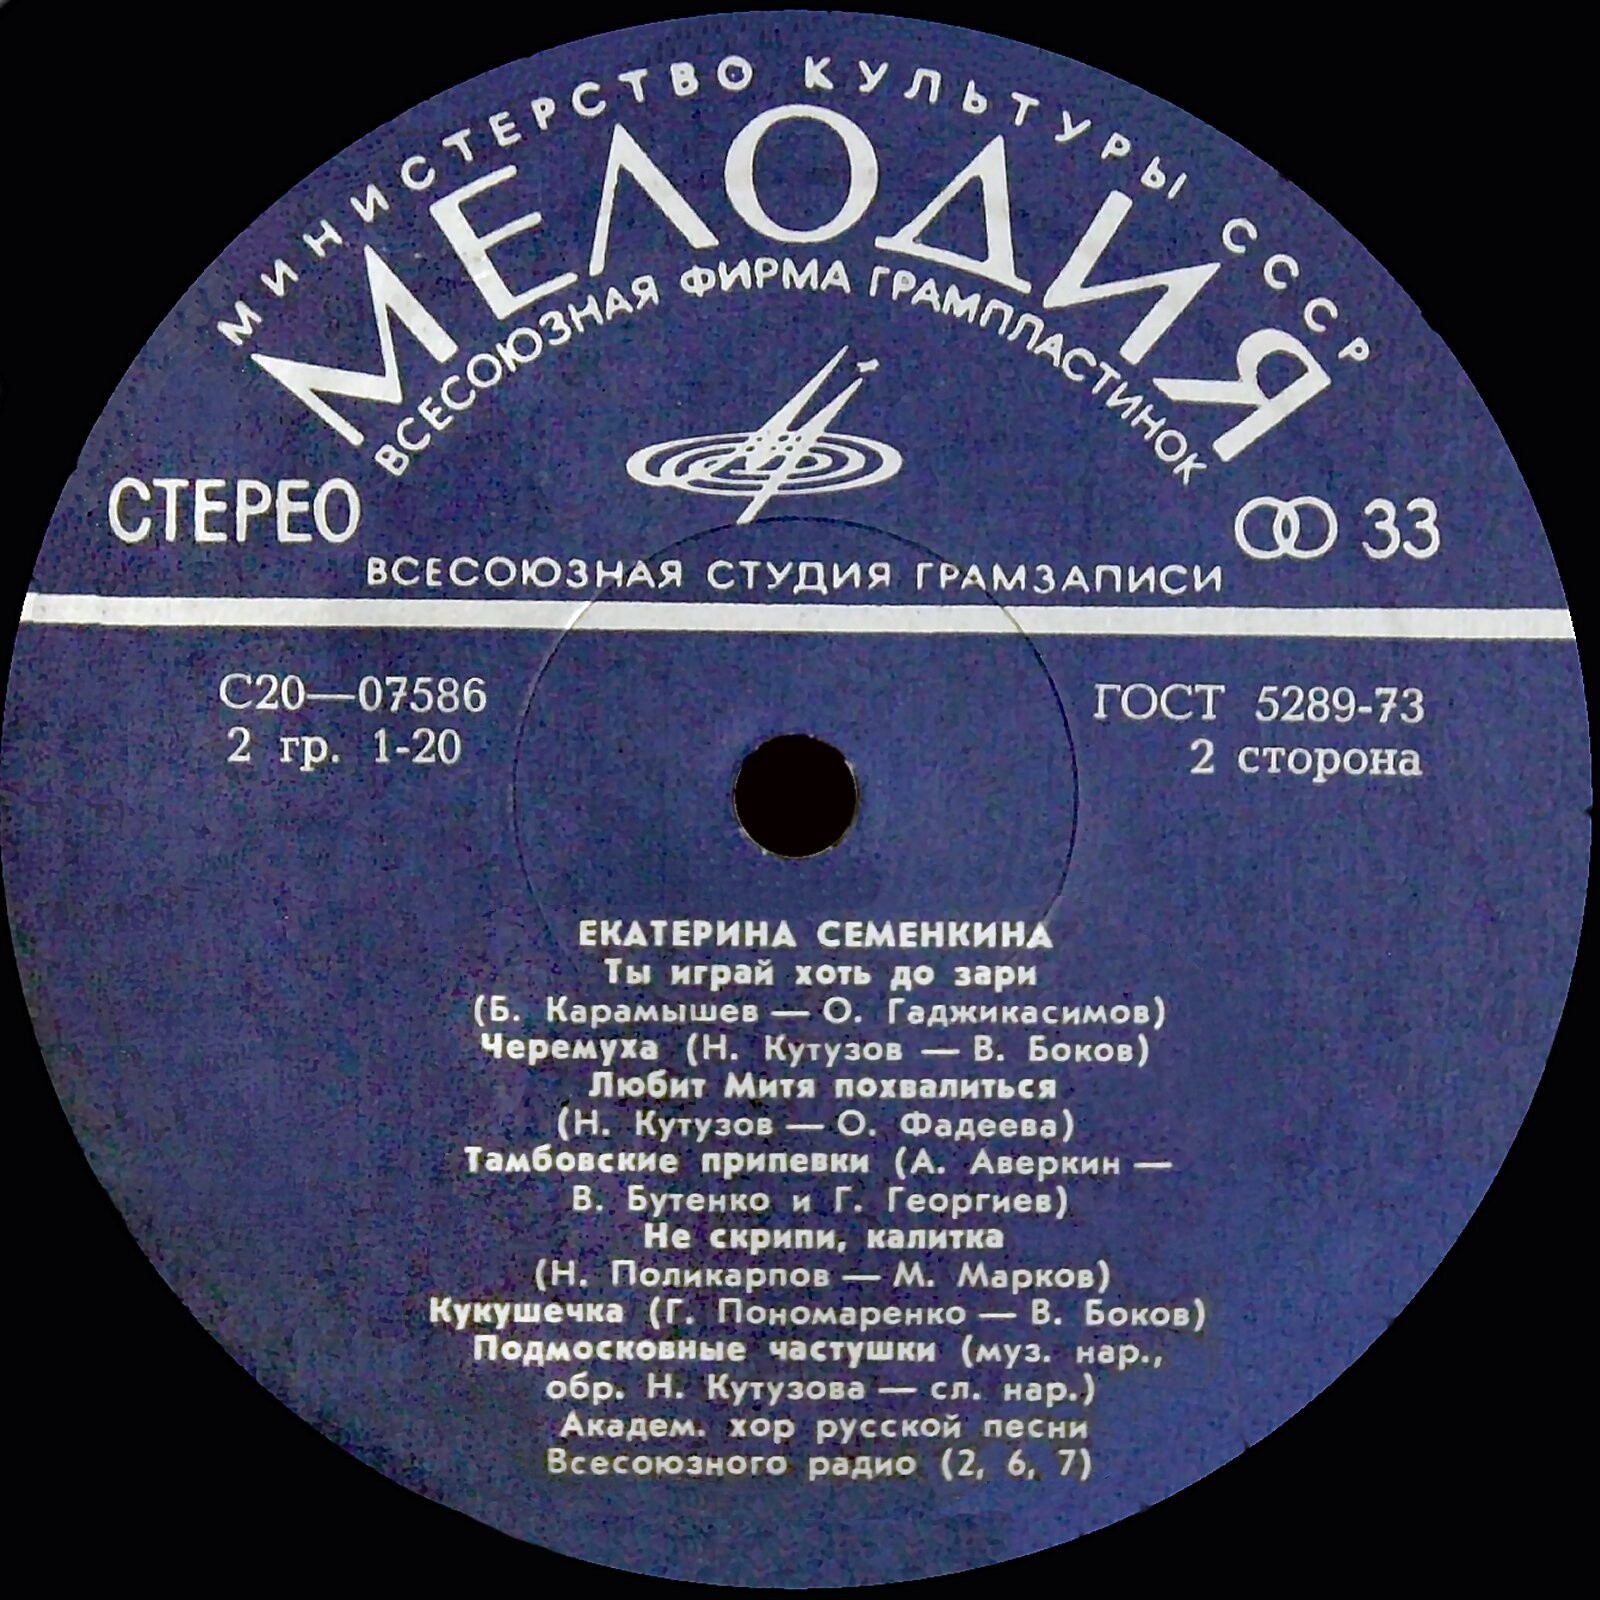 МИНИСТЕРСТВО КУЛЬТУРЫ СССР
МЕЛОДИЯ
ВСЕСОЮЗНАЯ ФИРМА ГРАМПЛАСТИНОК
СТЕРЕО
33
ВСЕСОЮЗНАЯ СТУДИЯ ГРАМЗАПИСИ
С20—07586
2 гр. 1-20
ГОСТ 5289-73
2 сторона
ЕКАТЕРИНА СЕМЕНКИНА
Ты играй хоть до зари
(Б. Карамышев — О. Гаджикасимов)
Черемуха (Н. Кутузов — В. Боков)
Любит Митя похвалиться
(Н. Кутузов — О. Фадеева)
Тамбовские припевки (А. Аверкин —
В. Бутенко и Г. Георгиев)
Не скрипи, калитка
(Н. Поликарпов — М. Марков)
Кукушечка (Г. Пономаренко — В. Боков)
Подмосковные частушки (муз. нар.,
обр. Н. Кутузова — сл. нар.)
Академ. хор русской песни
Всесоюзного радио (2, 6, 7)